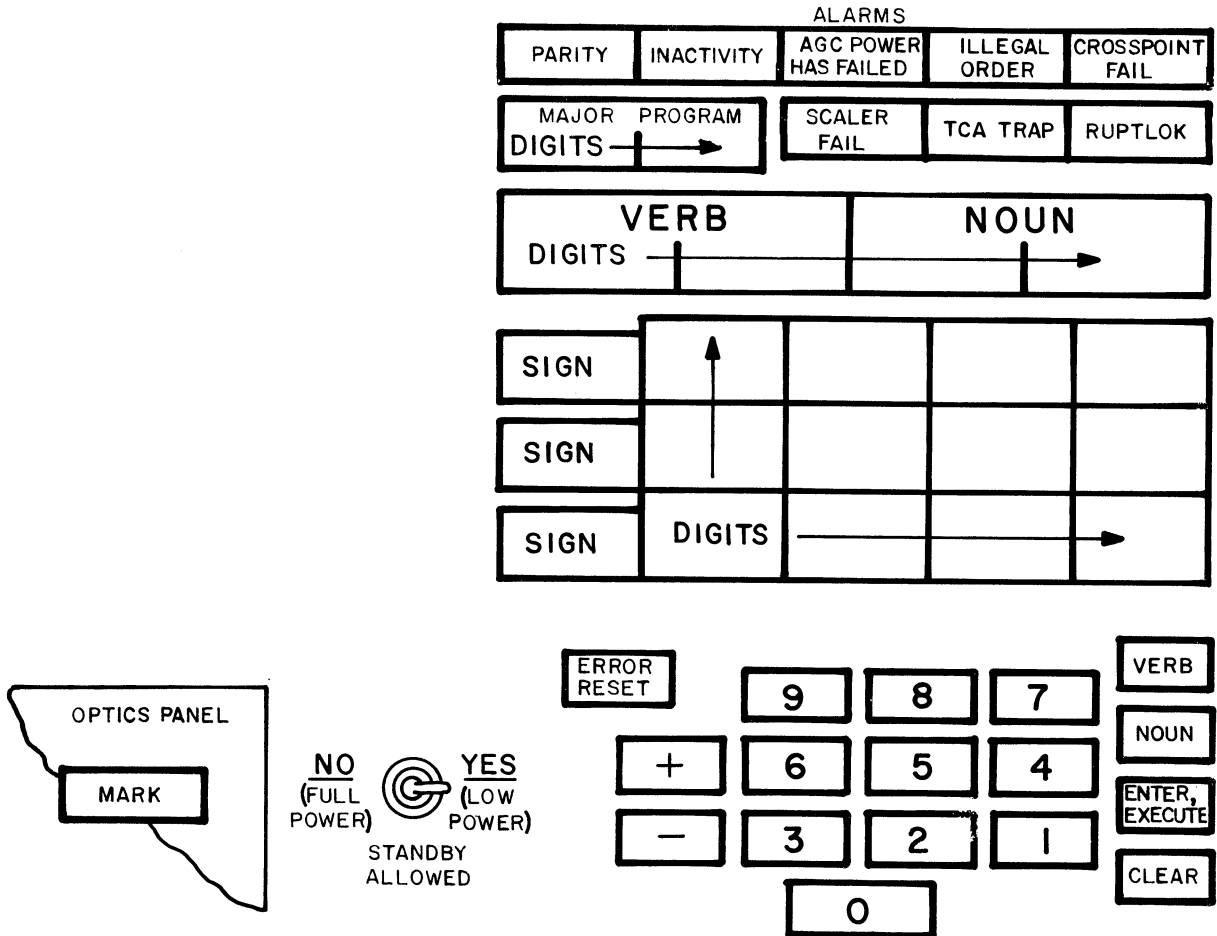 ALARMS
PARITY
INACTIVITY
AGC POWER
HAS FAILED
ILLEGAL
ORDER
CROSSPOINT
FAIL
MAJOR PROGRAM
DIGITS
SCALER
FAIL
TCA TRAP
RUPTLOK
VERB
NOUN
DIGITS
SIGN
SIGN
SIGN
DIGITS
OPTICS PANEL
MARK
NO
(FULL
POWER)
YES
(LOW
POWER)
STANDBY
ALLOWED
ERROR
RESET
9
8
7
+
6
5
4
−
3
2
1
0
VERB
NOUN
ENTER,
EXECUTE
CLEAR